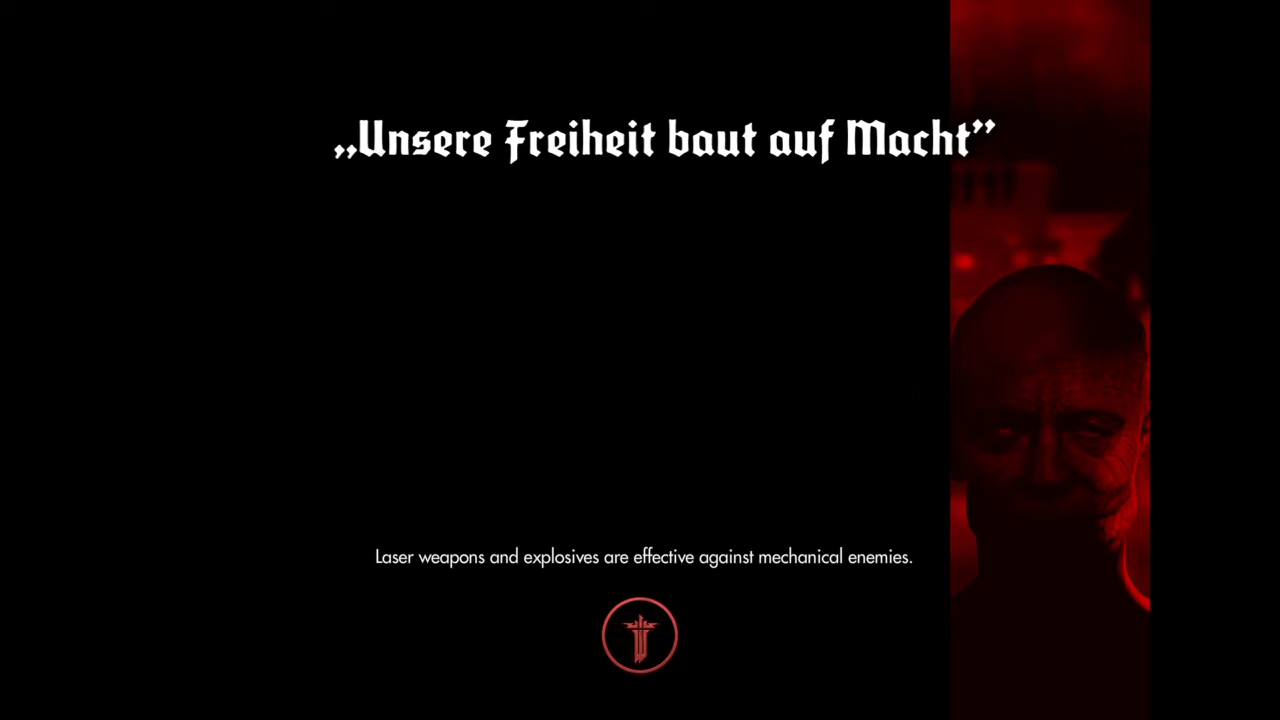 „Unsere Freiheit baut auf Macht”
Laser weapons and explosives are effective against mechanical enemies.